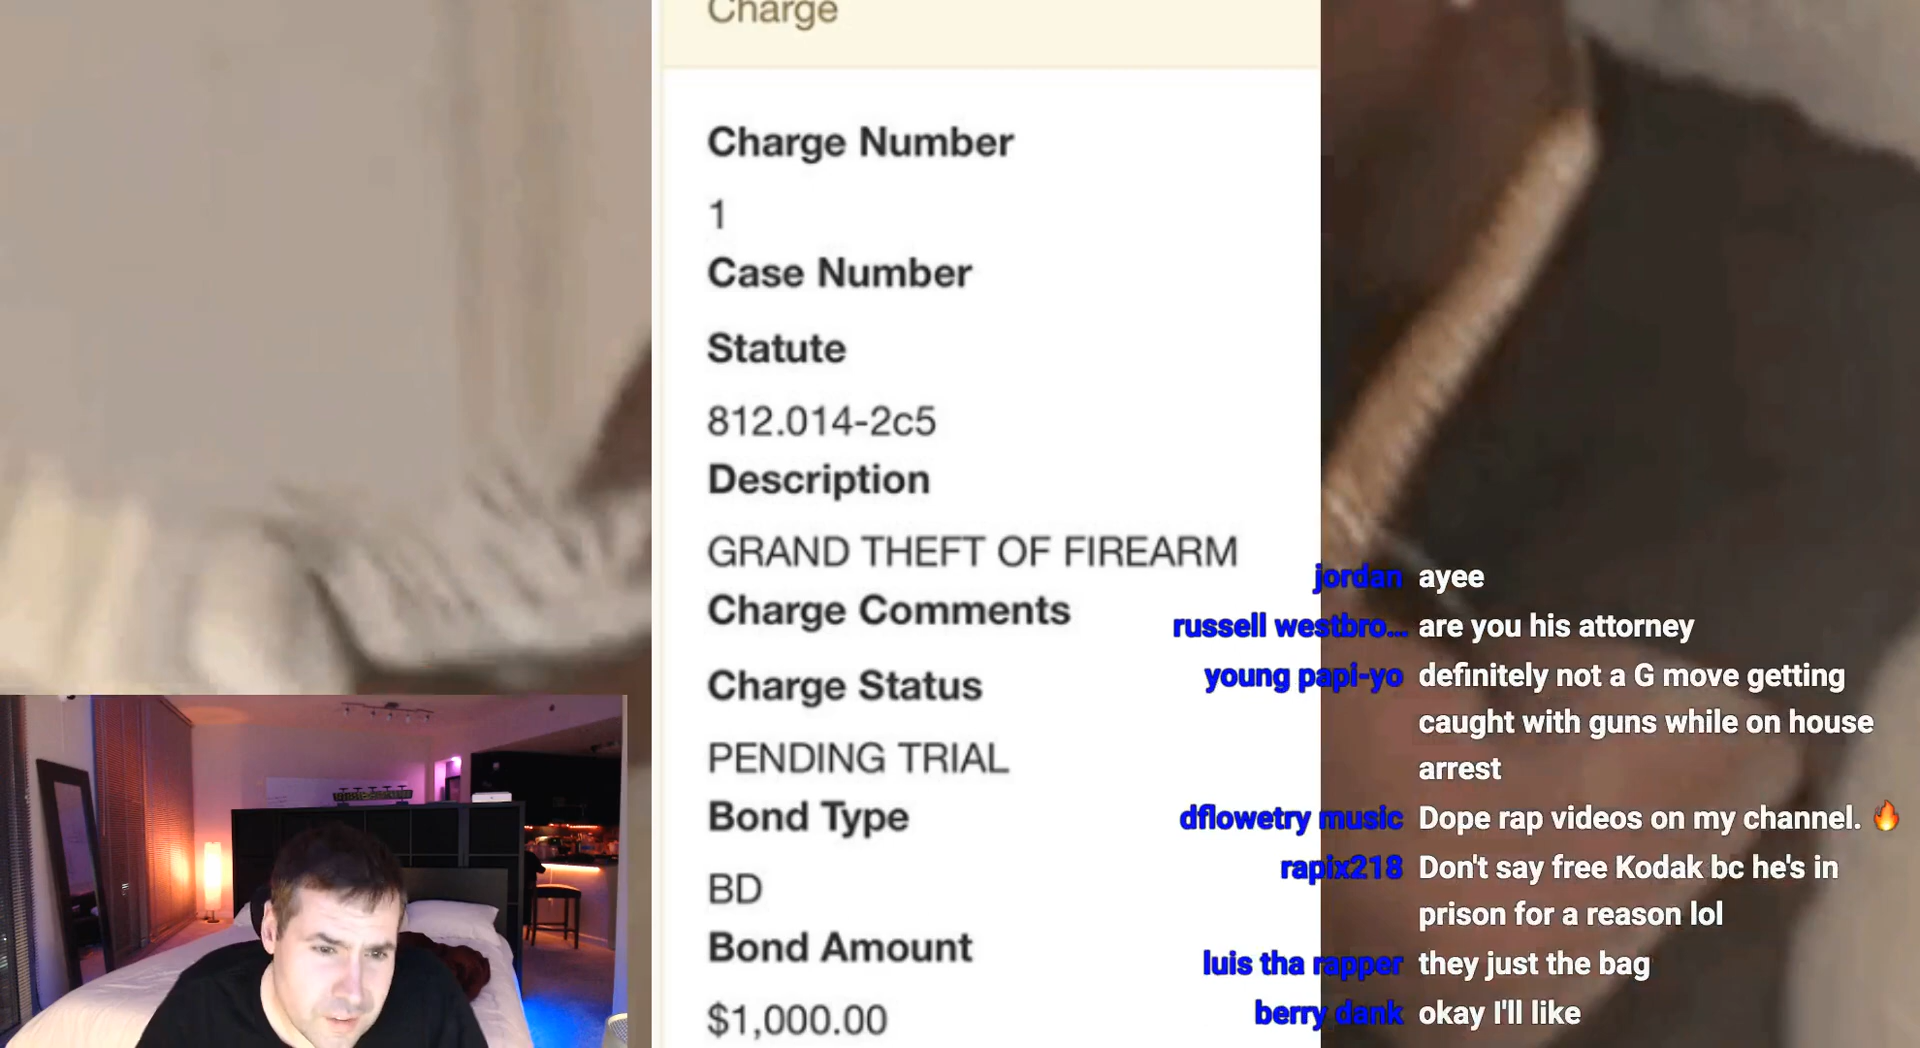 Charge
Charge Number
1
Case Number
Statute
812.014-2c5
Description
GRAND THEFT OF FIREARM
Charge Comments
Charge Status
PENDING TRIAL
Bond Type
BD
Bond Amount
$1,000.00
jordan ayee
russell westbro... are you his attorney
young papi-yo definitely not a G move getting
caught with guns while on house
arrest
dflowetry music Dope rap videos on my channel. 🔥
rapix218 Don't say free Kodak bc he's in
prison for a reason lol
luis tha rapper they just the bag
berry dank okay I'll like